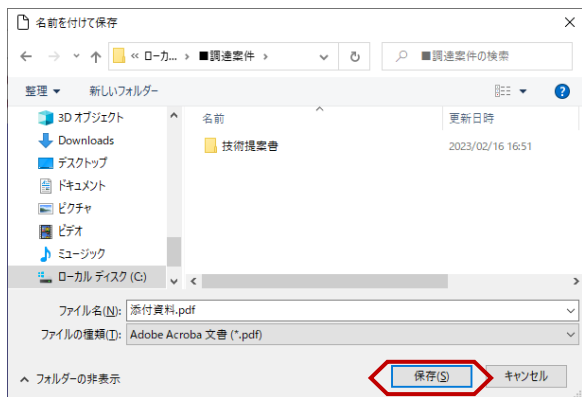 名前を付けて保存
« ローカ... › ■調達案件 ›
■調達案件の検索
整理 新しいフォルダー
3D オブジェクト
Downloads
デスクトップ
ドキュメント
ピクチャ
ビデオ
ミュージック
ローカル ディスク (C:)
名前 更新日時
技術提案書 2023/02/16 16:51
ファイル名(N): 添付資料.pdf
ファイルの種類(T): Adobe Acroba 文書 (*.pdf)
フォルダーの非表示
保存(S) キャンセル